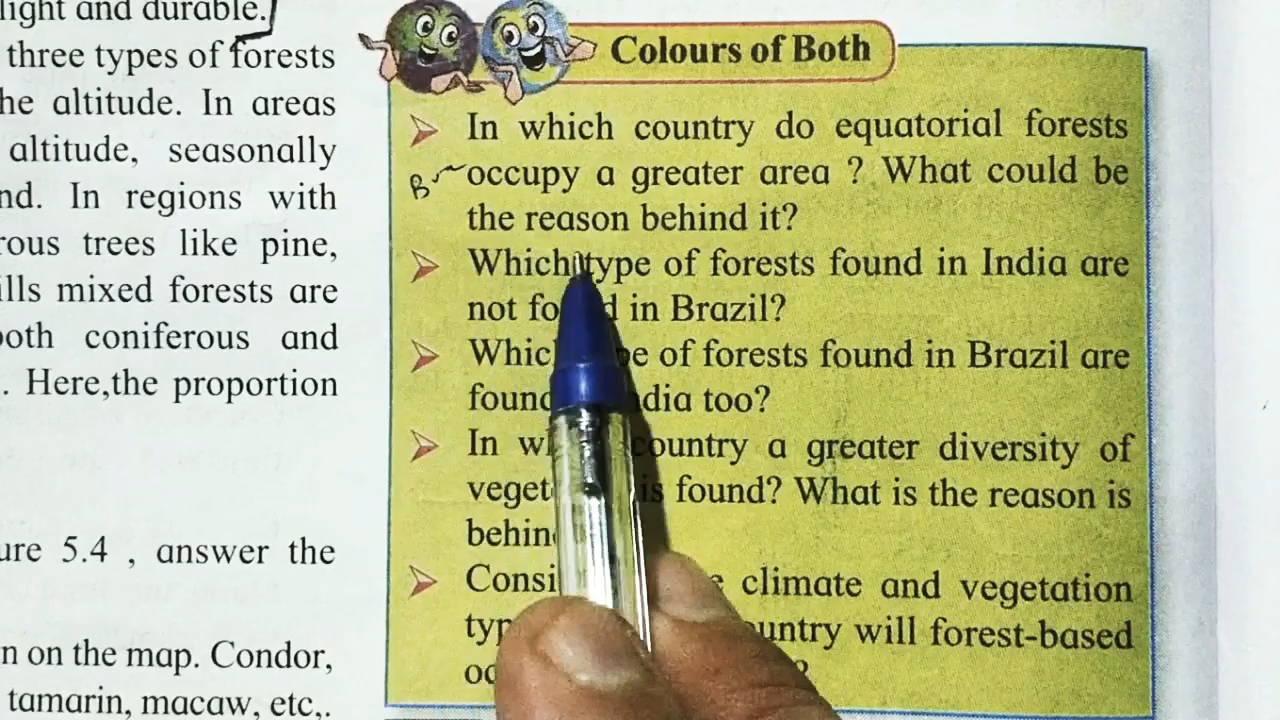 light and durable.
three types of forests
he altitude. In areas
altitude, seasonally
nd. In regions with
rous trees like pine,
ills mixed forests are
both coniferous and
. Here,the proportion
ure 5.4 , answer the
n on the map. Condor,
tamarin, macaw, etc,.
Colours of Both
In which country do equatorial forests
B occupy a greater area ? What could be
the reason behind it?
Which type of forests found in India are
not fo d in Brazil?
Whic pe of forests found in Brazil are
found dia too?
In w country a greater diversity of
veget is found? What is the reason is
behin
Consi e climate and vegetation
typ untry will forest-based
oc ?